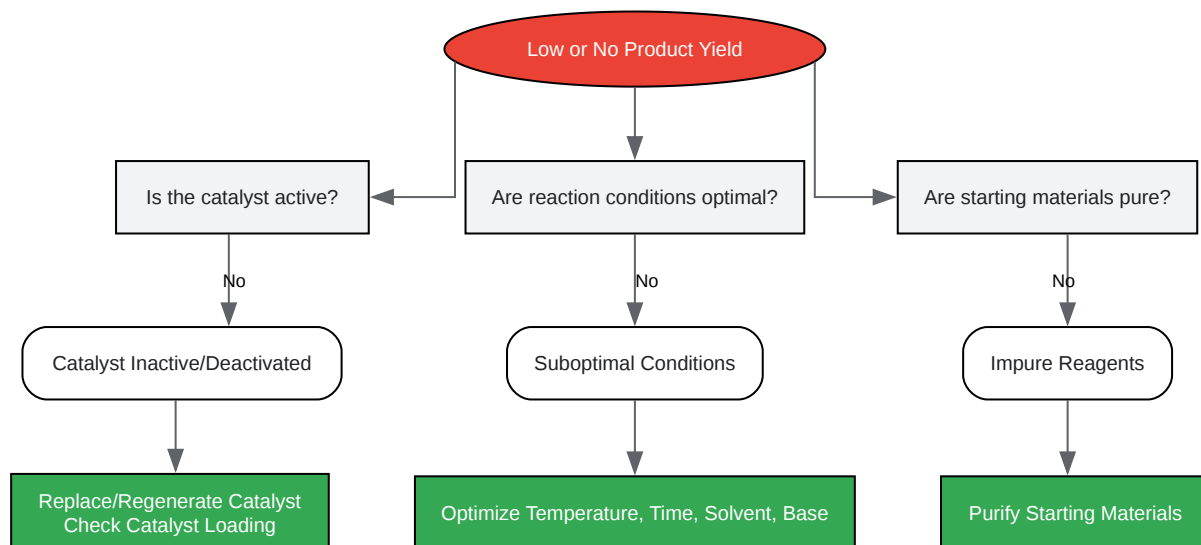 Low or No Product Yield
Is the catalyst active?
Are reaction conditions optimal?
Are starting materials pure?
No
No
No
Catalyst Inactive/Deactivated
Suboptimal Conditions
Impure Reagents
Replace/Regenerate Catalyst
Check Catalyst Loading
Optimize Temperature, Time, Solvent, Base
Purify Starting Materials